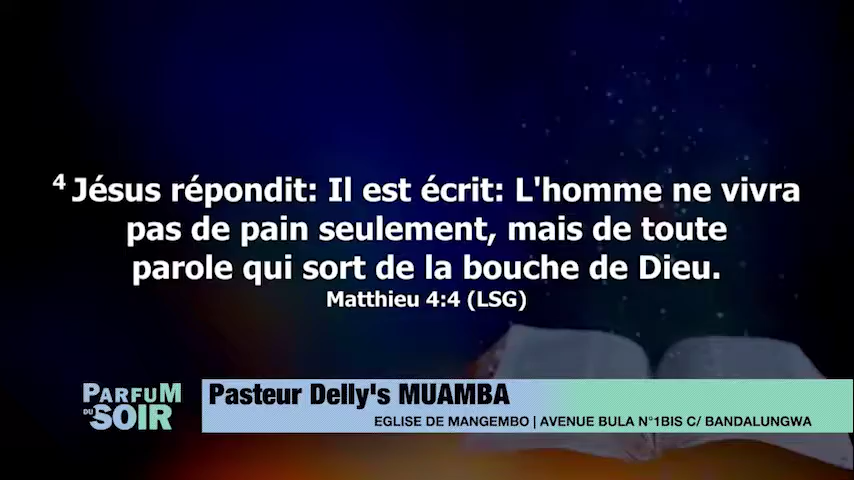 4 Jésus répondit: Il est écrit: L'homme ne vivra
pas de pain seulement, mais de toute
parole qui sort de la bouche de Dieu.
Matthieu 4:4 (LSG)
PARFUM
DU SOIR
Pasteur Delly's MUAMBA
EGLISE DE MANGEMBO | AVENUE BULA N°1BIS C/ BANDALUNGWA